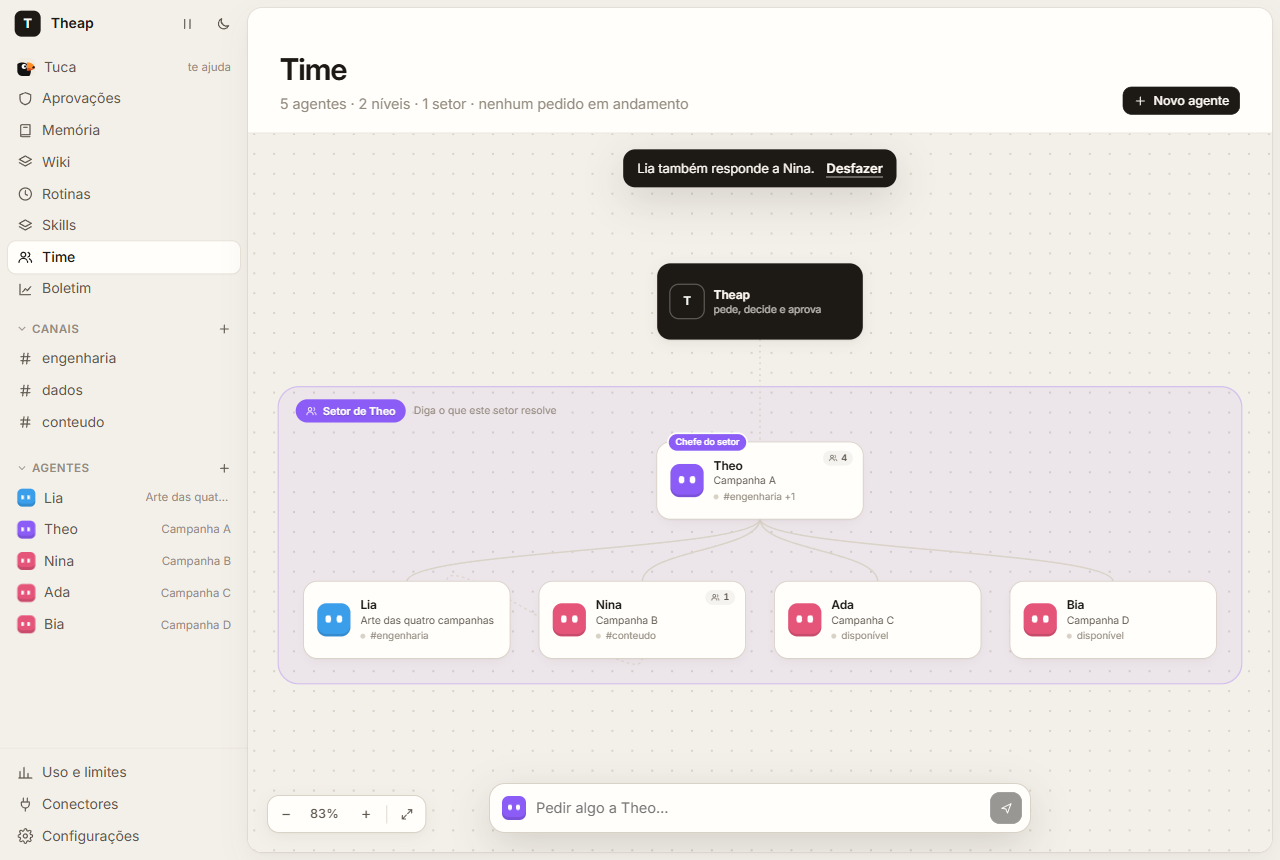 T Theap
Tuca te ajuda
Aprovações
Memória
Wiki
Rotinas
Skills
Time
Boletim
CANAIS
# engenharia
# dados
# conteudo
AGENTES
Lia Arte das quat...
Theo Campanha A
Nina Campanha B
Ada Campanha C
Bia Campanha D
Uso e limites
Conectores
Configurações
Time
5 agentes · 2 níveis · 1 setor · nenhum pedido em andamento
+ Novo agente
Lia também responde a Nina. Desfazer
T
Theap
pede, decide e aprova
Setor de Theo Diga o que este setor resolve
Chefe do setor
4
Theo
Campanha A
#engenharia +1
Lia
Arte das quatro campanhas
#engenharia
1
Nina
Campanha B
#conteudo
Ada
Campanha C
disponível
Bia
Campanha D
disponível
− 83% +
Pedir algo a Theo...